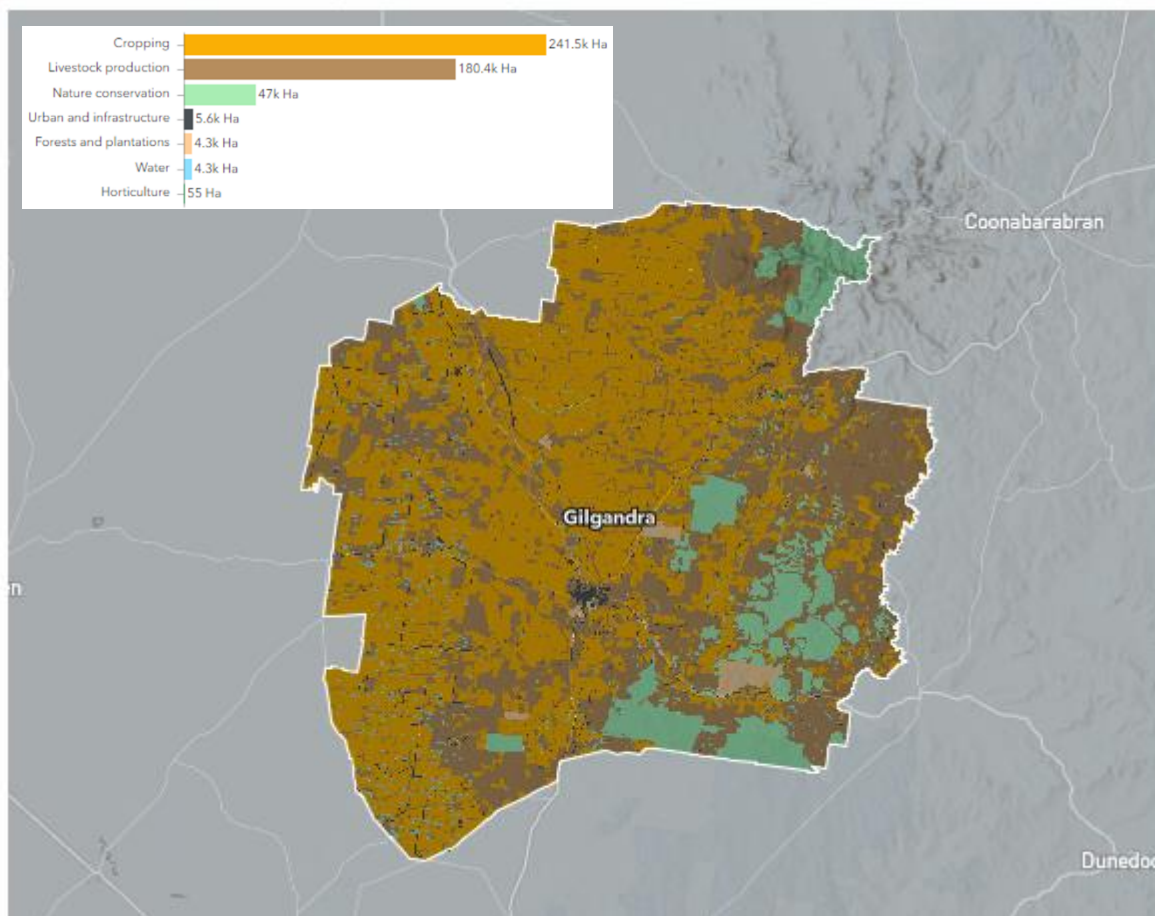 Cropping 241.5k Ha
Livestock production 180.4k Ha
Nature conservation 47k Ha
Urban and infrastructure 5.6k Ha
Forests and plantations 4.3k Ha
Water 4.3k Ha
Horticulture 55 Ha
Coonabarabran
Gilgandra
en
Dunedoo